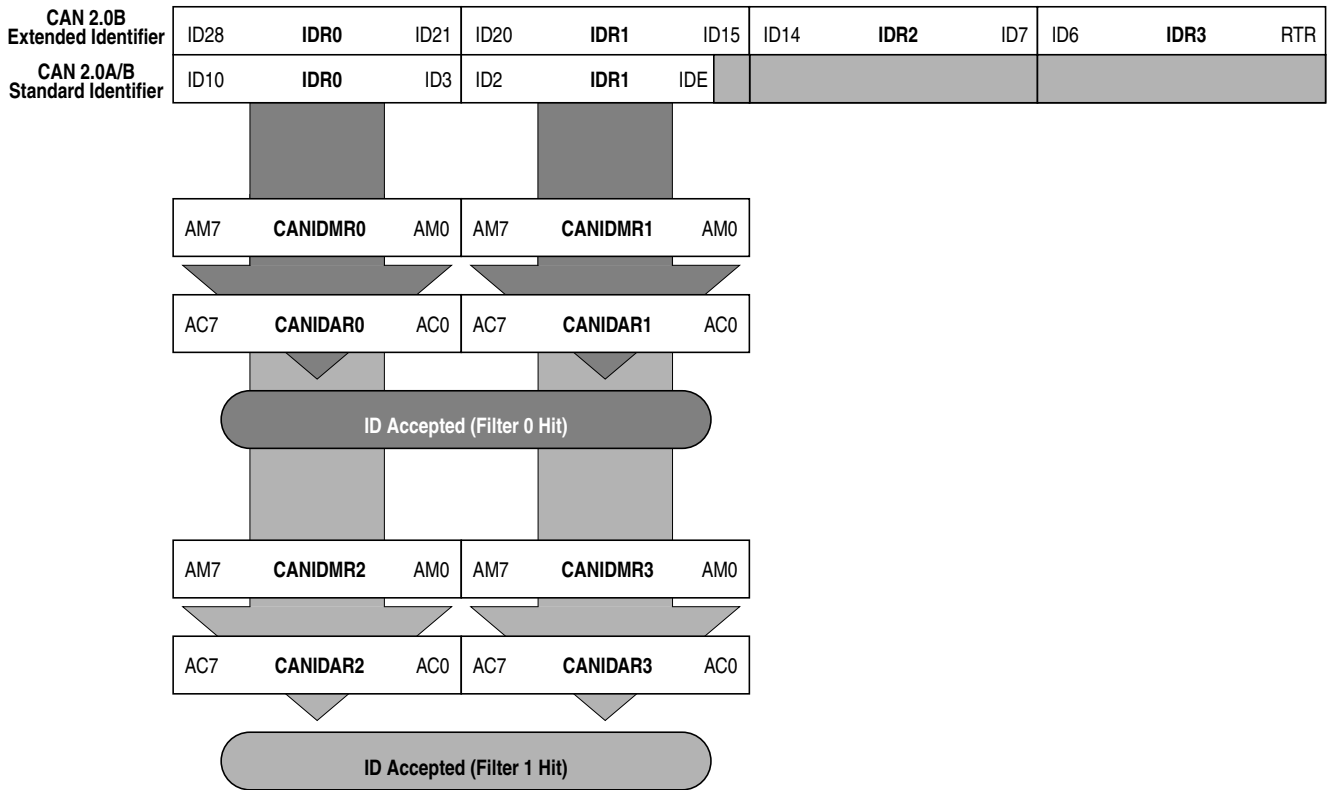 CAN 2.0B
Extended Identifier
ID28 IDR0 ID21 ID20 IDR1 ID15 ID14 IDR2 ID7 ID6 IDR3 RTR
CAN 2.0A/B
Standard Identifier
ID10 IDR0 ID3 ID2 IDR1 IDE
AM7 CANIDMR0 AM0 AM7 CANIDMR1 AM0
AC7 CANIDAR0 AC0 AC7 CANIDAR1 AC0
ID Accepted (Filter 0 Hit)
AM7 CANIDMR2 AM0 AM7 CANIDMR3 AM0
AC7 CANIDAR2 AC0 AC7 CANIDAR3 AC0
ID Accepted (Filter 1 Hit)